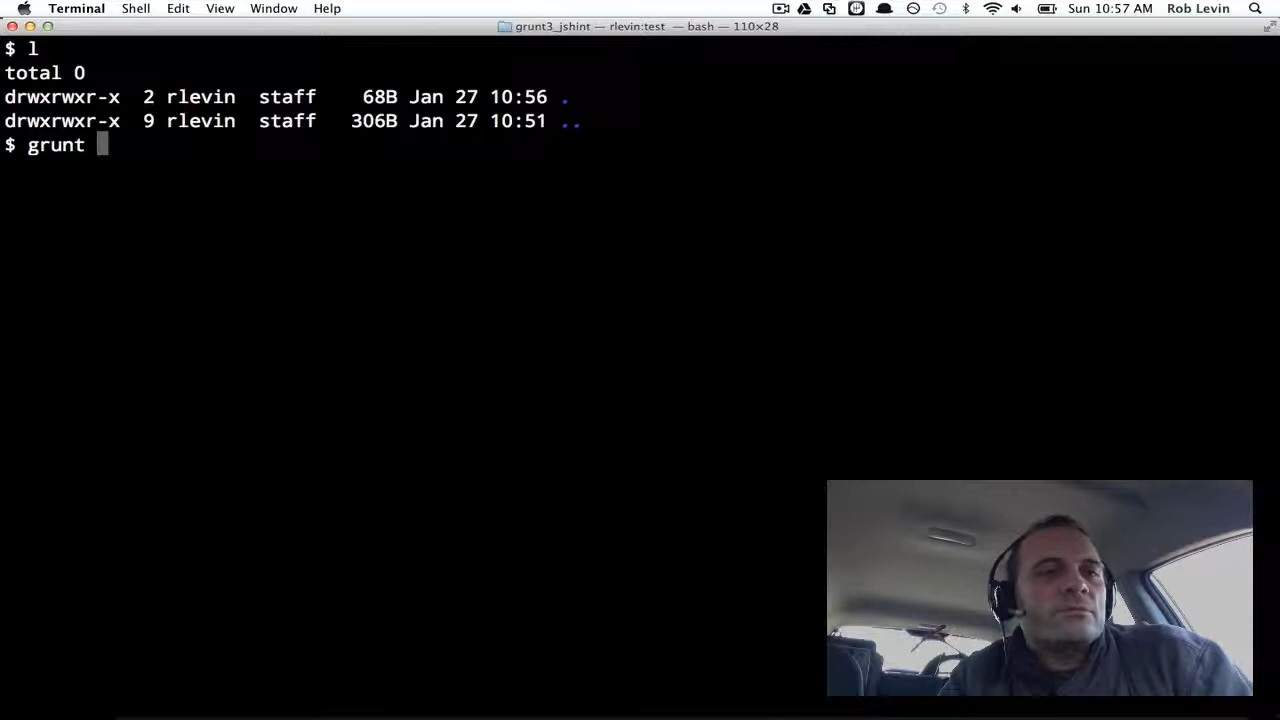 Terminal Shell Edit View Window Help Sun 10:57 AM Rob Levin
grunt3_jshint — rlevin:test — bash — 110×28
$ l
total 0
drwxrwxr-x 2 rlevin staff 68B Jan 27 10:56 .
drwxrwxr-x 9 rlevin staff 306B Jan 27 10:51 ..
$ grunt